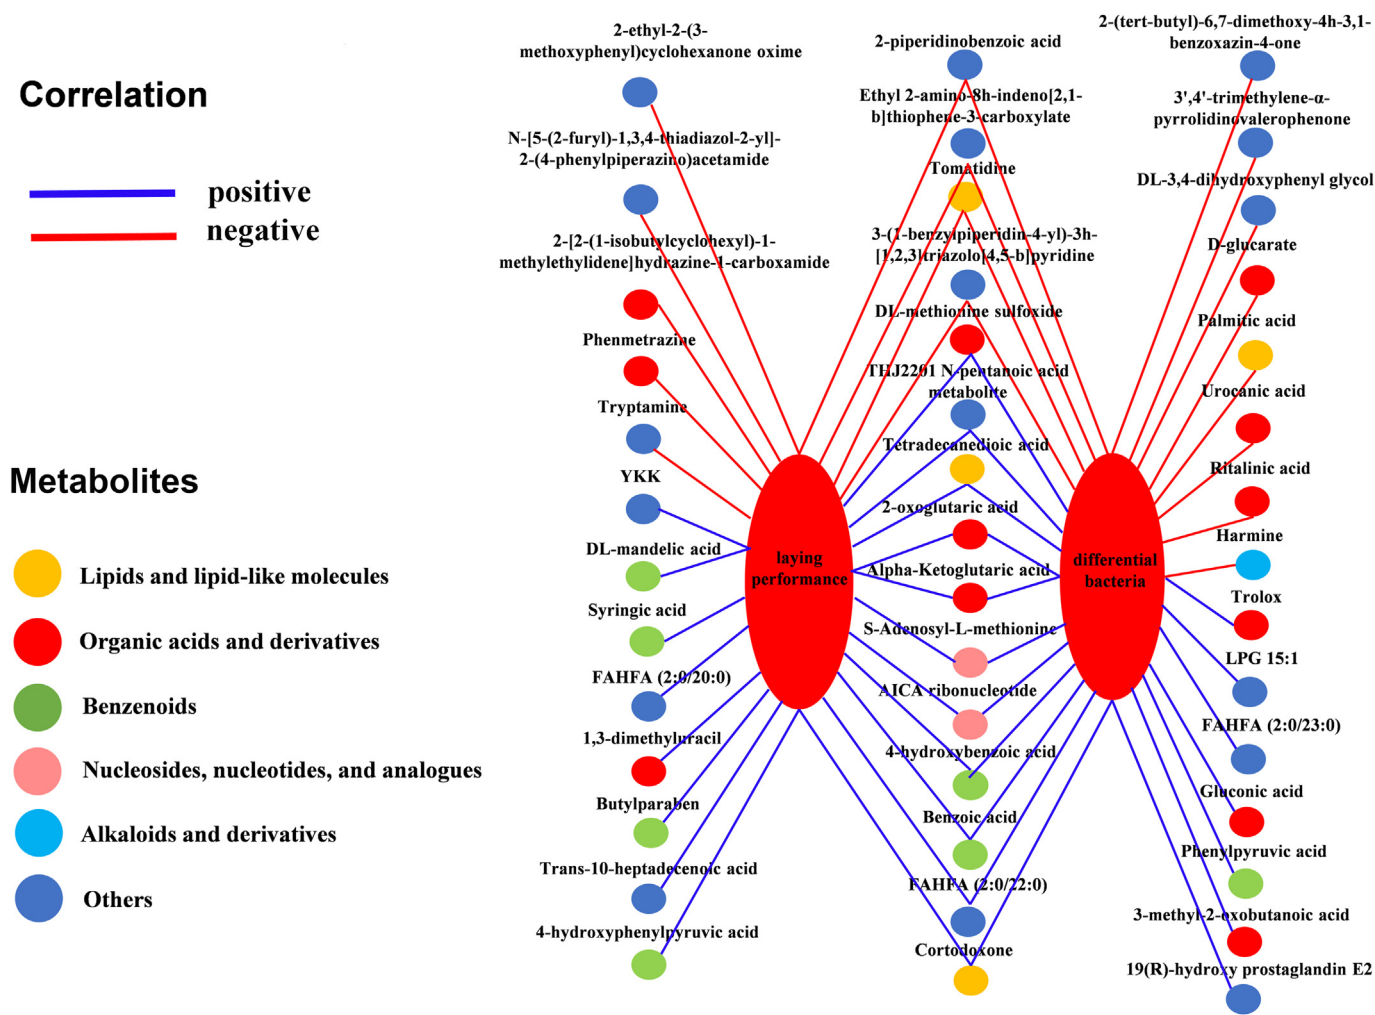 Correlation
positive
negative
Metabolites
Lipids and lipid-like molecules
Organic acids and derivatives
Benzenoids
Nucleosides, nucleotides, and analogues
Alkaloids and derivatives
Others
2-ethyl-2-(3-
methoxyphenyl)cyclohexanone oxime
N-[5-(2-furyl)-1,3,4-thiadiazol-2-yl]-
2-(4-phenylpiperazino)acetamide
2-[2-(1-isobutylcyclohexyl)-1-
methylethylidene]hydrazine-1-carboxamide
Phenmetrazine
Tryptamine
YKK
DL-mandelic acid
Syringic acid
FAHFA (2:0/20:0)
1,3-dimethyluracil
Butylparaben
Trans-10-heptadecenoic acid
4-hydroxyphenylpyruvic acid
laying
performance
2-piperidinobenzoic acid
Ethyl 2-amino-8h-indeno[2,1-
b]thiophene-3-carboxylate
Tomatidine
3-(1-benzylpiperidin-4-yl)-3h-
[1,2,3]triazolo[4,5-b]pyridine
DL-methionine sulfoxide
THJ2201 N-pentanoic acid
metabolite
Tetradecanedioic acid
2-oxoglutaric acid
Alpha-Ketoglutaric acid
S-Adenosyl-L-methionine
AICA ribonucleotide
4-hydroxybenzoic acid
Benzoic acid
FAHFA (2:0/22:0)
Cortodoxone
differential
bacteria
2-(tert-butyl)-6,7-dimethoxy-4h-3,1-
benzoxazin-4-one
3',4'-trimethylene-α-
pyrrolidinovalerophenone
DL-3,4-dihydroxyphenyl glycol
D-glucarate
Palmitic acid
Urocanic acid
Ritalinic acid
Harmine
Trolox
LPG 15:1
FAHFA (2:0/23:0)
Gluconic acid
Phenylpyruvic acid
3-methyl-2-oxobutanoic acid
19(R)-hydroxy prostaglandin E2